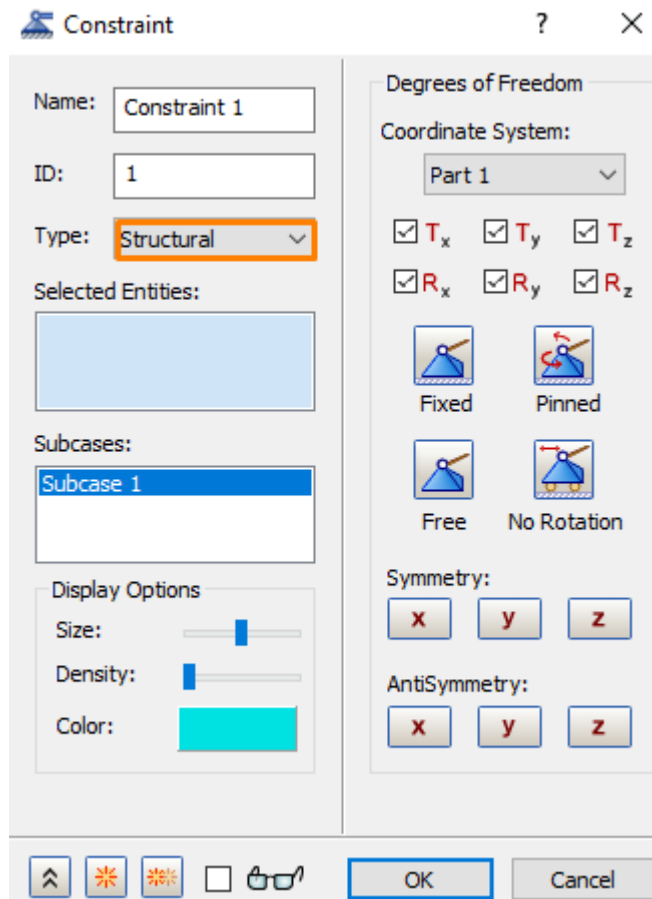 Constraint
?
Name: Constraint 1
ID: 1
Type: Structural
Selected Entities:
Subcases:
Subcase 1
Display Options
Size:
Density:
Color:
Degrees of Freedom
Coordinate System:
Part 1
Tx Ty Tz
Rx Ry Rz
Fixed Pinned
Free No Rotation
Symmetry:
x y z
AntiSymmetry:
x y z
OK Cancel